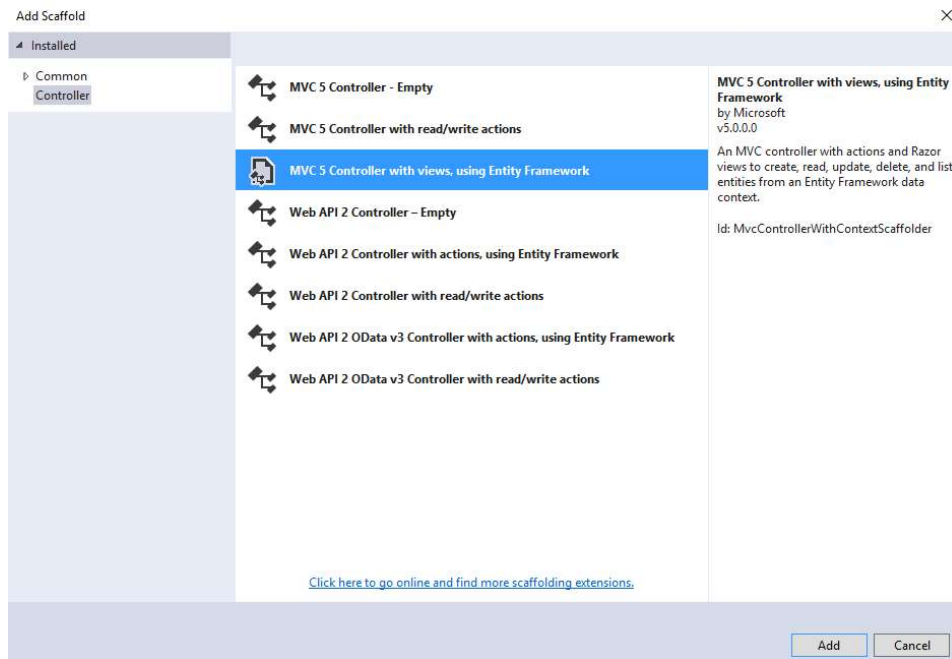 Add Scaffold
Installed
Common
Controller
MVC 5 Controller - Empty
MVC 5 Controller with read/write actions
MVC 5 Controller with views, using Entity Framework
Web API 2 Controller – Empty
Web API 2 Controller with actions, using Entity Framework
Web API 2 Controller with read/write actions
Web API 2 OData v3 Controller with actions, using Entity Framework
Web API 2 OData v3 Controller with read/write actions
Click here to go online and find more scaffolding extensions.
MVC 5 Controller with views, using Entity
Framework
by Microsoft
v5.0.0.0
An MVC controller with actions and Razor
views to create, read, update, delete, and list
entities from an Entity Framework data
context.
Id: MvcControllerWithContextScaffolder
Add
Cancel